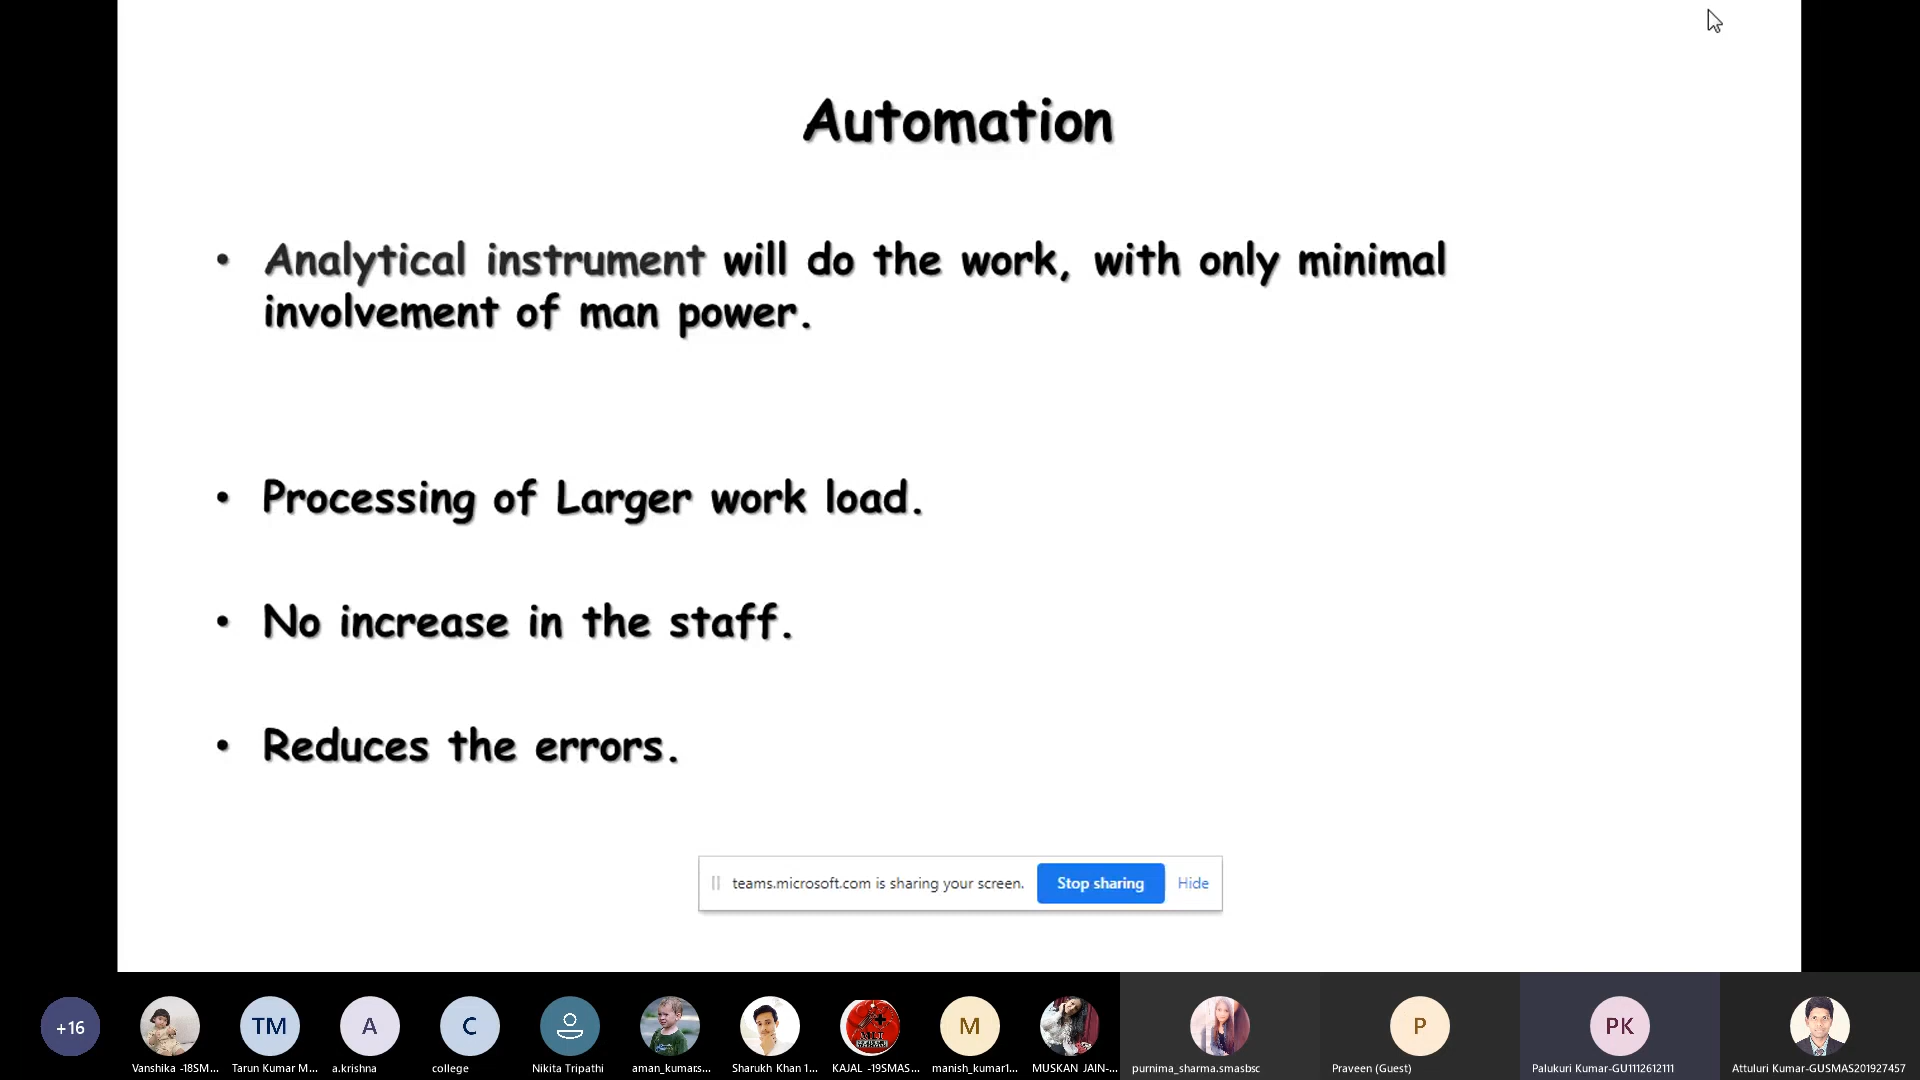 Automation
• Analytical instrument will do the work, with only minimal
involvement of man power.
• Processing of Larger work load.
• No increase in the staff.
• Reduces the errors.
teams.microsoft.com is sharing your screen. Stop sharing Hide
+16 TM A C M P PK
Vanshika -18SM... Tarun Kumar M... a.krishna college Nikita Tripathi aman_kumar.s... Sharukh Khan 1... KAJAL -19SMAS... manish_kumar1... MUSKAN JAIN-... purnima_sharma.smasbsc Praveen (Guest) Palukuri Kumar-GU1112612111 Attuluri Kumar-GUSMAS201927457